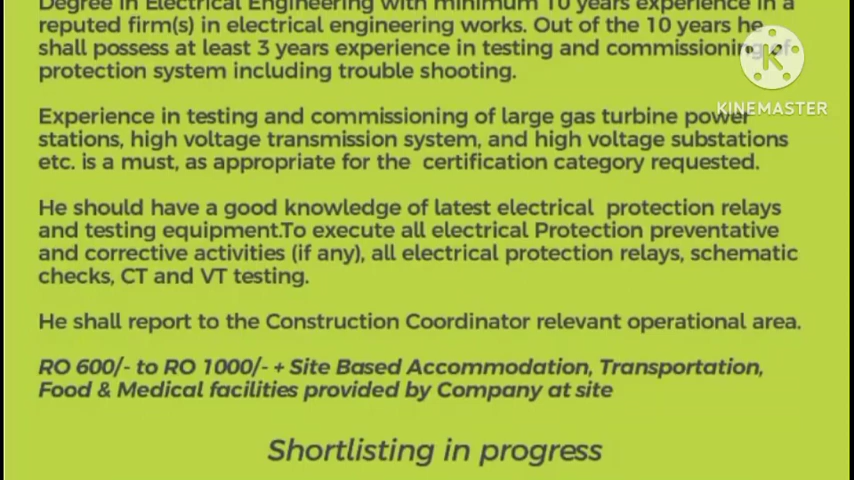 Degree in Electrical Engineering with minimum 10 years experience in a
reputed firm(s) in electrical engineering works. Out of the 10 years he
shall possess at least 3 years experience in testing and commissioning of
protection system including trouble shooting.
K
KINEMASTER
Experience in testing and commissioning of large gas turbine power
stations, high voltage transmission system, and high voltage substations
etc. is a must, as appropriate for the certification category requested.
He should have a good knowledge of latest electrical protection relays
and testing equipment.To execute all electrical Protection preventative
and corrective activities (if any), all electrical protection relays, schematic
checks, CT and VT testing.
He shall report to the Construction Coordinator relevant operational area.
RO 600/- to RO 1000/- + Site Based Accommodation, Transportation,
Food & Medical facilities provided by Company at site
Shortlisting in progress